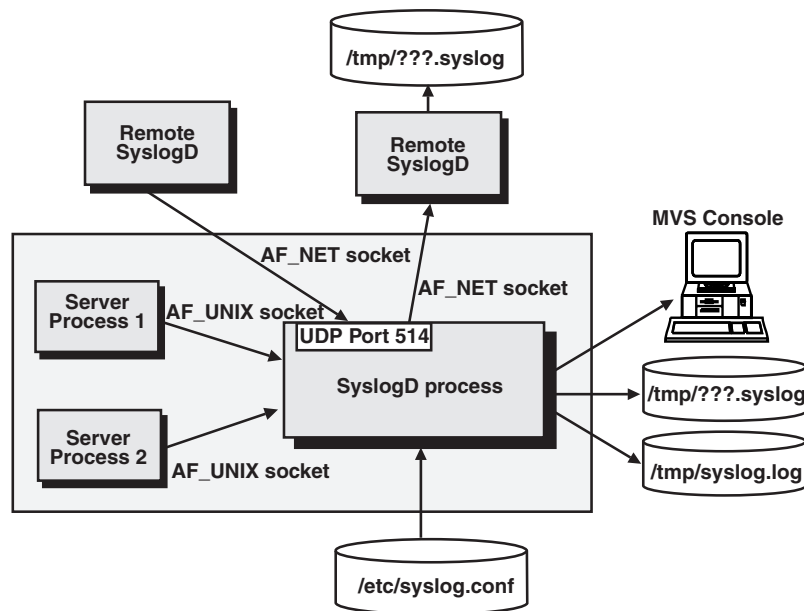 /tmp/???.syslog
Remote
SyslogD
Remote
SyslogD
MVS Console
AF_NET socket
AF_NET socket
Server
Process 1
AF_UNIX socket
UDP Port 514
SyslogD process
/tmp/???.syslog
Server
Process 2
AF_UNIX socket
/tmp/syslog.log
/etc/syslog.conf